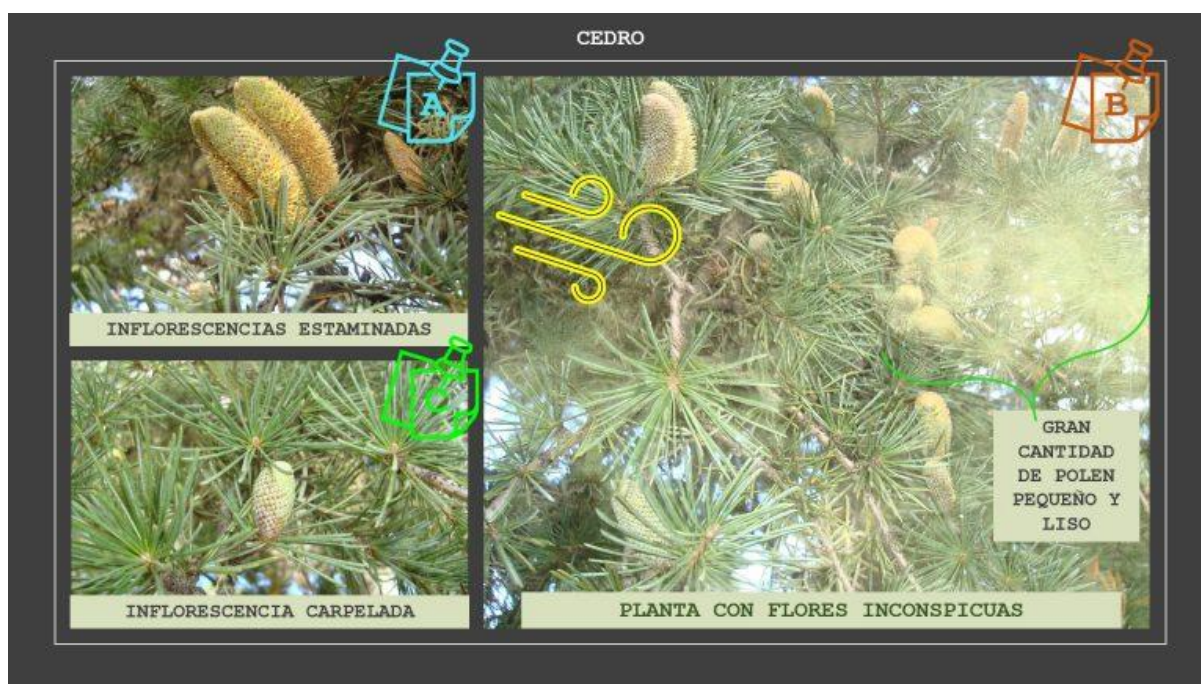 CEDRO
A
INFLORESCENCIAS ESTAMINADAS
B
C
INFLORESCENCIA CARPELADA
GRAN
CANTIDAD
DE POLEN
PEQUEÑO Y
LISO
PLANTA CON FLORES INCONSPICUAS